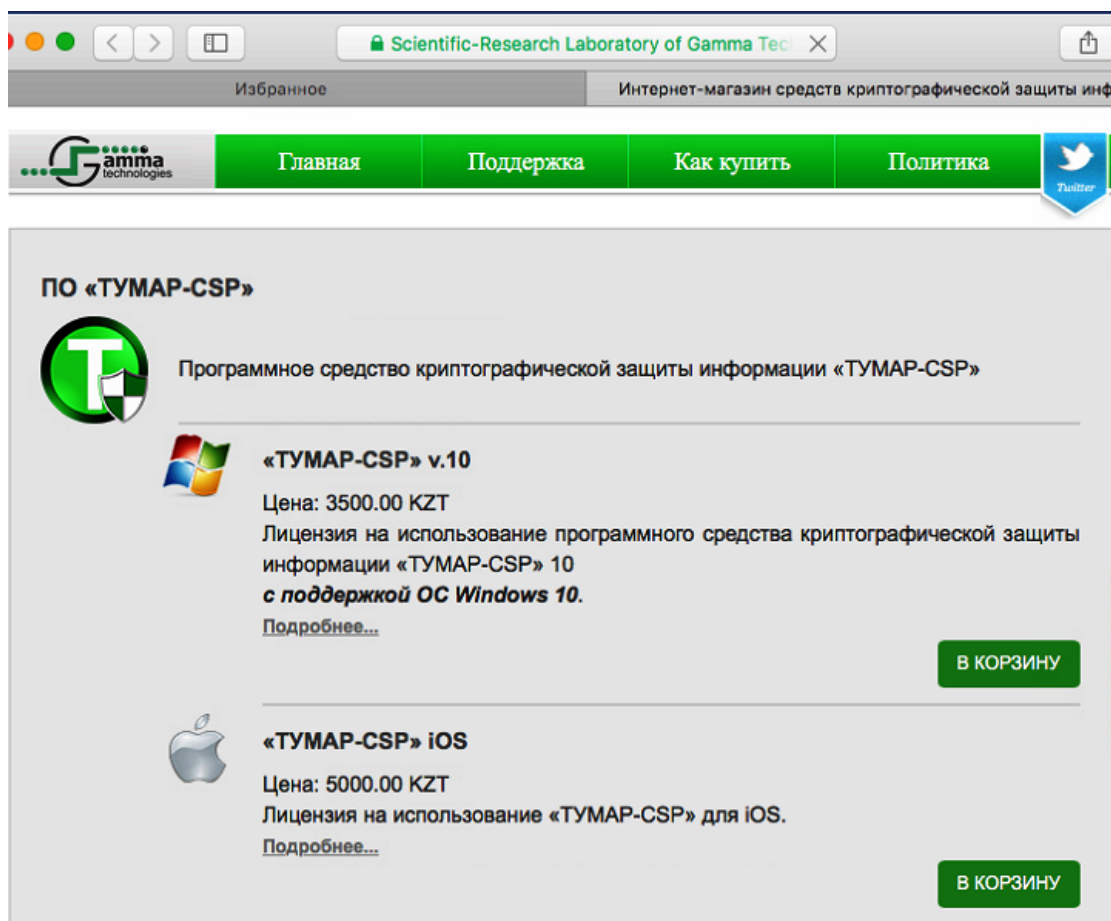 Scientific-Research Laboratory of Gamma Tec
Избранное
Интернет-магазин средств криптографической защиты инф
Gamma
technologies
Главная
Поддержка
Как купить
Политика
Twitter
ПО «ТУМАР-CSP»
Программное средство криптографической защиты информации «ТУМАР-CSP»
«ТУМАР-CSP» v.10
Цена: 3500.00 KZT
Лицензия на использование программного средства криптографической защиты
информации «ТУМАР-CSP» 10
с поддержкой ОС Windows 10.
Подробнее...
В КОРЗИНУ
«ТУМАР-CSP» iOS
Цена: 5000.00 KZT
Лицензия на использование «ТУМАР-CSP» для iOS.
Подробнее...
В КОРЗИНУ